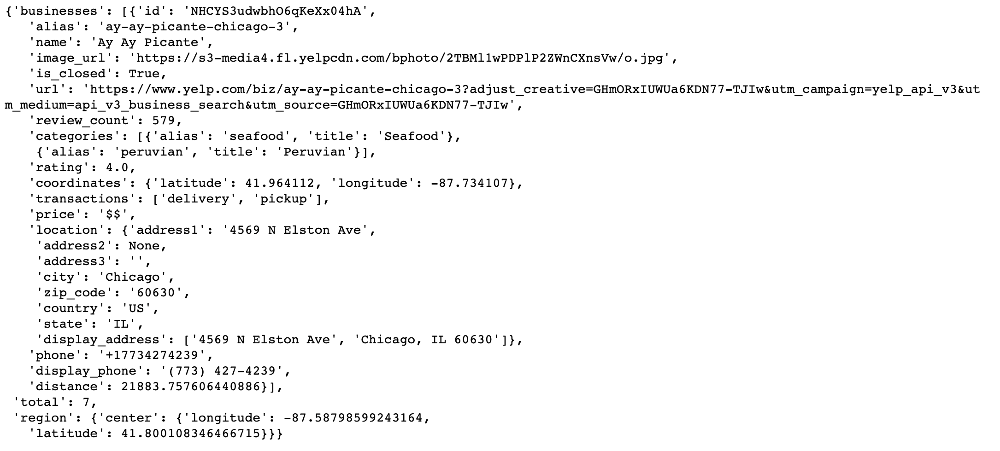 {'businesses': [{'id': 'NHCYS3udwbhO6qKeXx04hA',
'alias': 'ay-ay-picante-chicago-3',
'name': 'Ay Ay Picante',
'image_url': 'https://s3-media4.fl.yelpcdn.com/bphoto/2TBMl1wPDPlP2ZWnCXnsVw/o.jpg',
'is_closed': True,
'url': 'https://www.yelp.com/biz/ay-ay-picante-chicago-3?adjust_creative=GHmORxIUWUa6KDN77-TJIw&utm_campaign=yelp_api_v3&ut
m_medium=api_v3_business_search&utm_source=GHmORxIUWUa6KDN77-TJIw',
'review_count': 579,
'categories': [{'alias': 'seafood', 'title': 'Seafood'},
{'alias': 'peruvian', 'title': 'Peruvian'}],
'rating': 4.0,
'coordinates': {'latitude': 41.964112, 'longitude': -87.734107},
'transactions': ['delivery', 'pickup'],
'price': '$$',
'location': {'address1': '4569 N Elston Ave',
'address2': None,
'address3': '',
'city': 'Chicago',
'zip_code': '60630',
'country': 'US',
'state': 'IL',
'display_address': ['4569 N Elston Ave', 'Chicago, IL 60630']},
'phone': '+17734274239',
'display_phone': '(773) 427-4239',
'distance': 21883.757606440886}],
'total': 7,
'region': {'center': {'longitude': -87.58798599243164,
'latitude': 41.800108346466715}}}